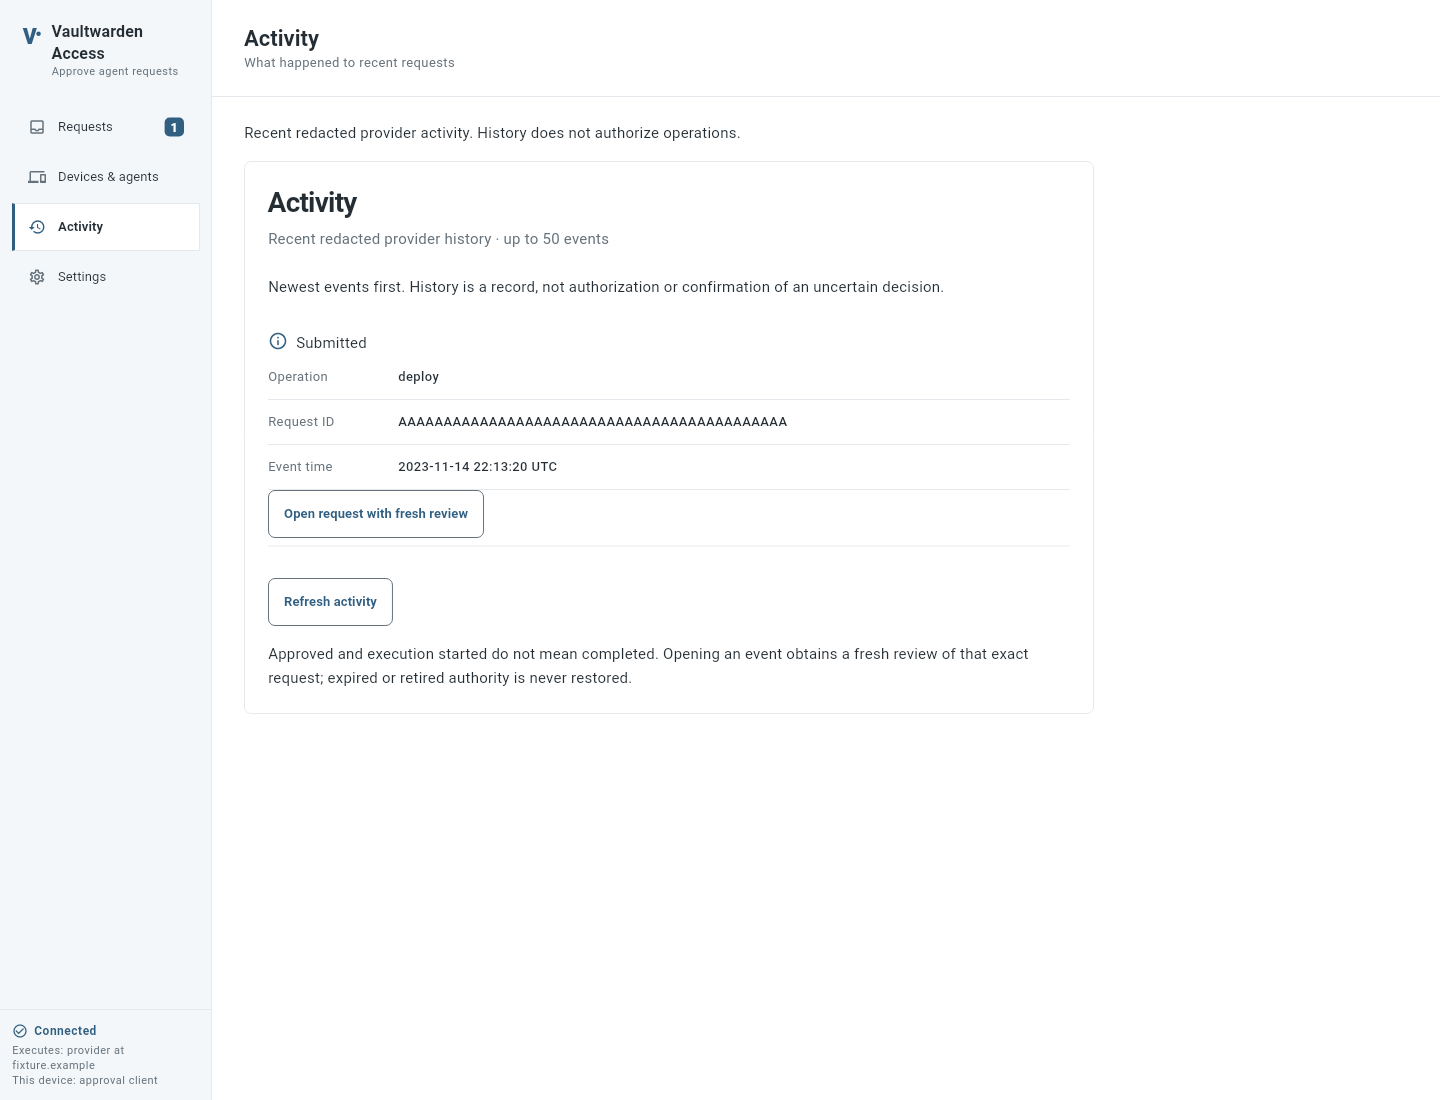 Vaultwarden
Access
Approve agent requests
Requests 1
Devices & agents
Activity
Settings
Connected
Executes: provider at
fixture.example
This device: approval client
Activity
What happened to recent requests
Recent redacted provider activity. History does not authorize operations.
Activity
Recent redacted provider history · up to 50 events
Newest events first. History is a record, not authorization or confirmation of an uncertain decision.
Submitted
Operation deploy
Request ID AAAAAAAAAAAAAAAAAAAAAAAAAAAAAAAAAAAAAAAAAAA
Event time 2023-11-14 22:13:20 UTC
Open request with fresh review
Refresh activity
Approved and execution started do not mean completed. Opening an event obtains a fresh review of that exact
request; expired or retired authority is never restored.